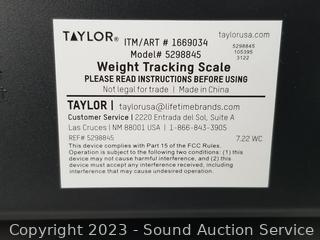 TAYLOR® ITM/ART # 1669034
Model# 5298845
taylorusa.com
5298845
105395
3122
Weight Tracking Scale
PLEASE READ INSTRUCTIONS BEFORE USING
Not legal for trade | Made in China
TAYLOR | taylorusa@lifetimebrands.com
Customer Service | 2220 Entrada del Sol, Suite A
Las Cruces | NM 88001 USA | 1-866-843-3905
REF# 5298845 7.22 WC
This device complies with Part 15 of the FCC Rules.
Operation is subject to the following two conditions: (1) this
device may not cause harmful interference, and (2) this
device must accept any interference received, including
interference that may cause undesired operation.
Copyright 2023 - Sound Auction Service